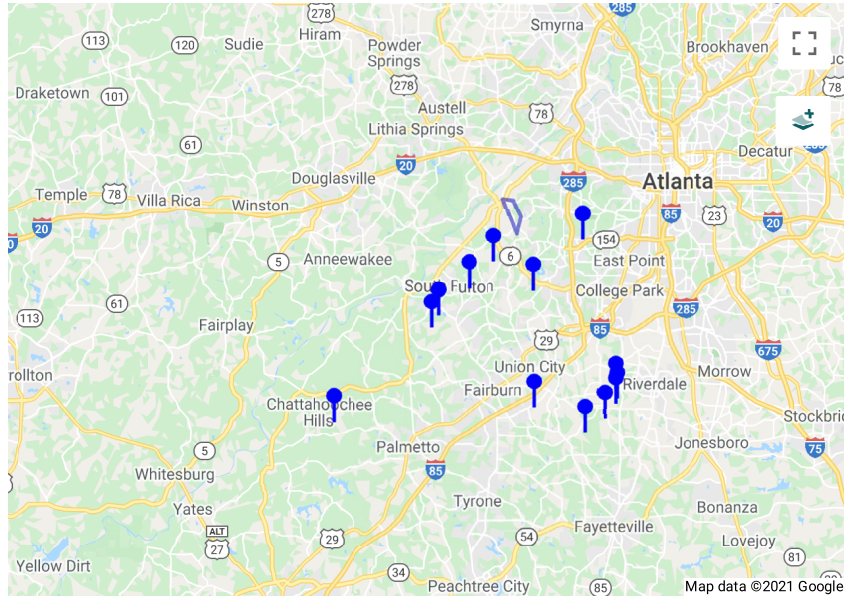 285
278
Hiram
Smyrna
113
120
Sudie
Powder
Springs
Brookhaven
278
78
Draketown
101
Austell
78
Lithia Springs
61
Decatur
20
285
Douglasville
Atlanta
Temple
78
Villa Rica
Winston
85
23
20
20
154
5
Anneewakee
6
East Point
South Fulton
College Park
285
61
113
Fairplay
85
29
675
Union City
Morrow
Fairburn
Riverdale
Chattahoochee
Hills
Stockbri
Palmetto
Jonesboro
5
85
75
Whitesburg
Tyrone
Yates
Bonanza
Fayetteville
ALT
27
29
54
Lovejoy
81
Yellow Dirt
34
Peachtree City
85
Map data ©2021 Google